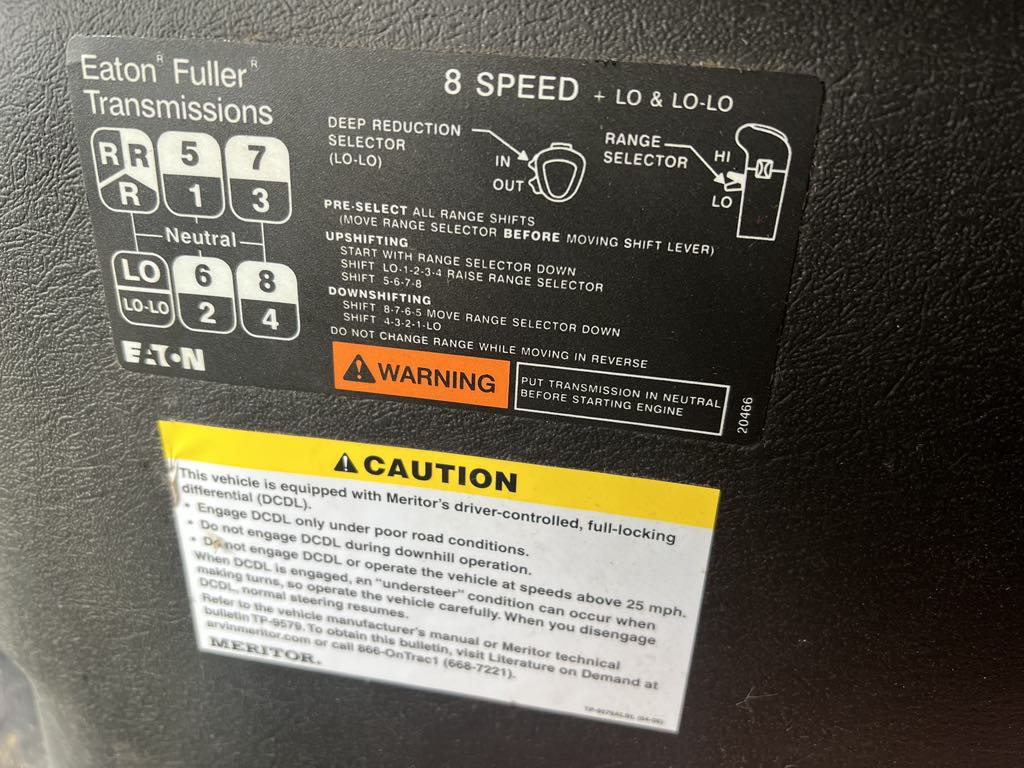 Eaton® Fuller®
Transmissions
8 SPEED + LO & LO-LO
R R 5 7
R 1 3
Neutral
LO 6 8
LO-LO 2 4
EATON
DEEP REDUCTION
SELECTOR
(LO-LO)
IN
OUT
RANGE
SELECTOR
HI
LO
PRE-SELECT ALL RANGE SHIFTS
(MOVE RANGE SELECTOR BEFORE MOVING SHIFT LEVER)
UPSHIFTING
START WITH RANGE SELECTOR DOWN
SHIFT LO-1-2-3-4 RAISE RANGE SELECTOR
SHIFT 5-6-7-8
DOWNSHIFTING
SHIFT 8-7-6-5 MOVE RANGE SELECTOR DOWN
SHIFT 4-3-2-1-LO
DO NOT CHANGE RANGE WHILE MOVING IN REVERSE
WARNING
PUT TRANSMISSION IN NEUTRAL
BEFORE STARTING ENGINE
20466
CAUTION
This vehicle is equipped with Meritor's driver-controlled, full-locking
differential (DCDL).
• Engage DCDL only under poor road conditions.
• Do not engage DCDL during downhill operation.
• Do not engage DCDL or operate the vehicle at speeds above 25 mph.
When DCDL is engaged, an "understeer" condition can occur when
making turns, so operate the vehicle carefully. When you disengage
DCDL, normal steering resumes.
Refer to the vehicle manufacturer's manual or Meritor technical
bulletin TP-9579. To obtain this bulletin, visit Literature on Demand at
arvinmeritor.com or call 866-OnTrac1 (668-7221).
MERITOR.